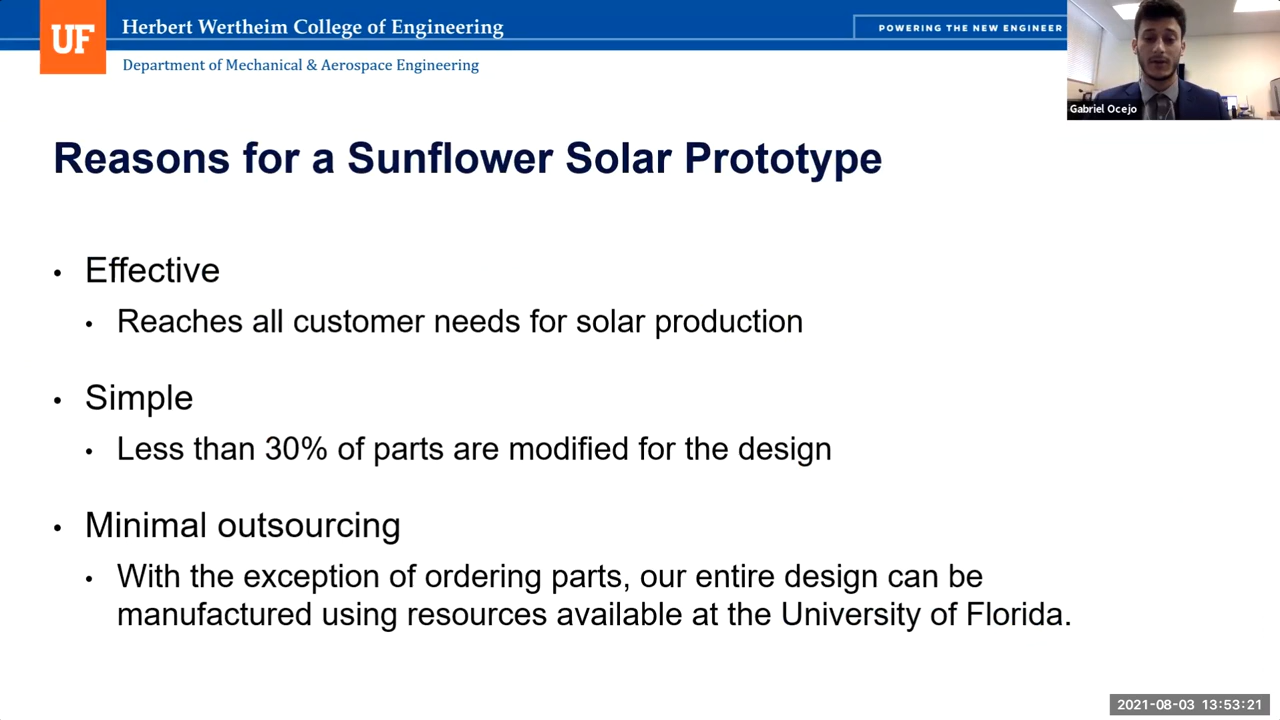 UF
Herbert Wertheim College of Engineering
POWERING THE NEW ENGINEER
Department of Mechanical & Aerospace Engineering
Gabriel Ocejo
Reasons for a Sunflower Solar Prototype
• Effective
• Reaches all customer needs for solar production
• Simple
• Less than 30% of parts are modified for the design
• Minimal outsourcing
• With the exception of ordering parts, our entire design can be
manufactured using resources available at the University of Florida.
2021-08-03 13:53:21